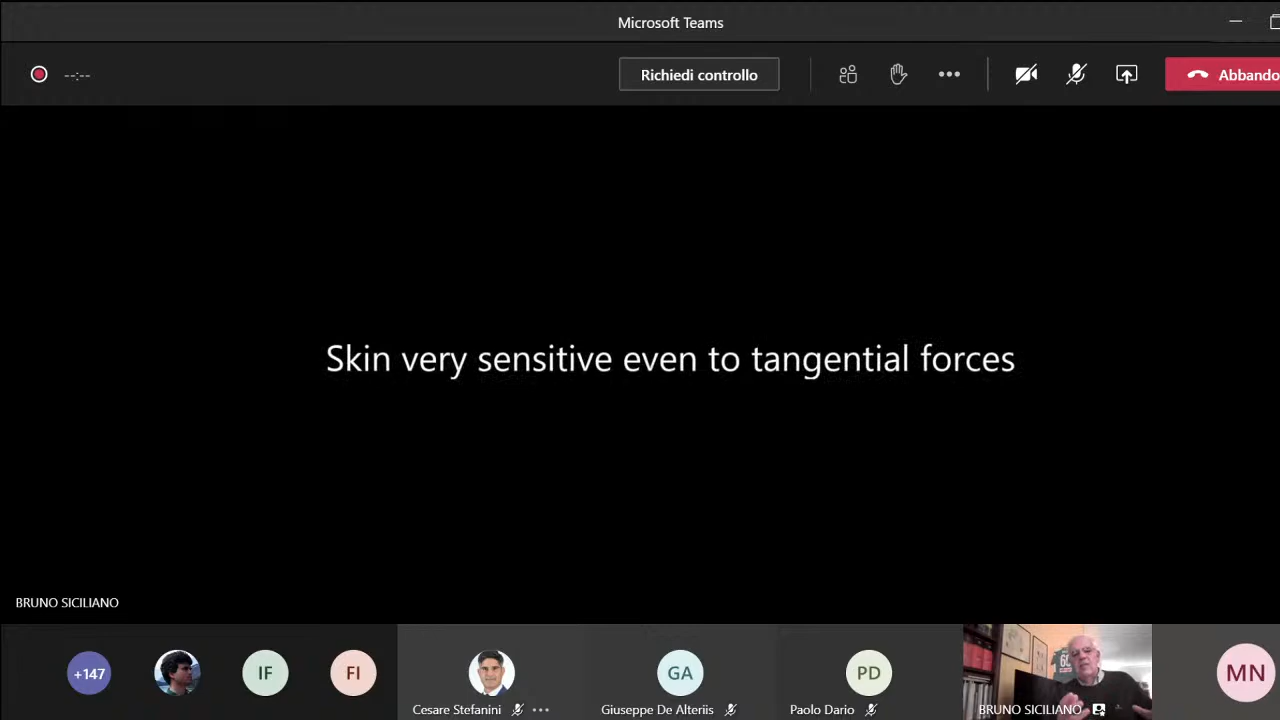 Microsoft Teams
--:--
Richiedi controllo
Abbando
Skin very sensitive even to tangential forces
BRUNO SICILIANO
+147
IF
FI
GA
PD
MN
Cesare Stefanini
Giuseppe De Alteriis
Paolo Dario
BRUNO SICILIANO